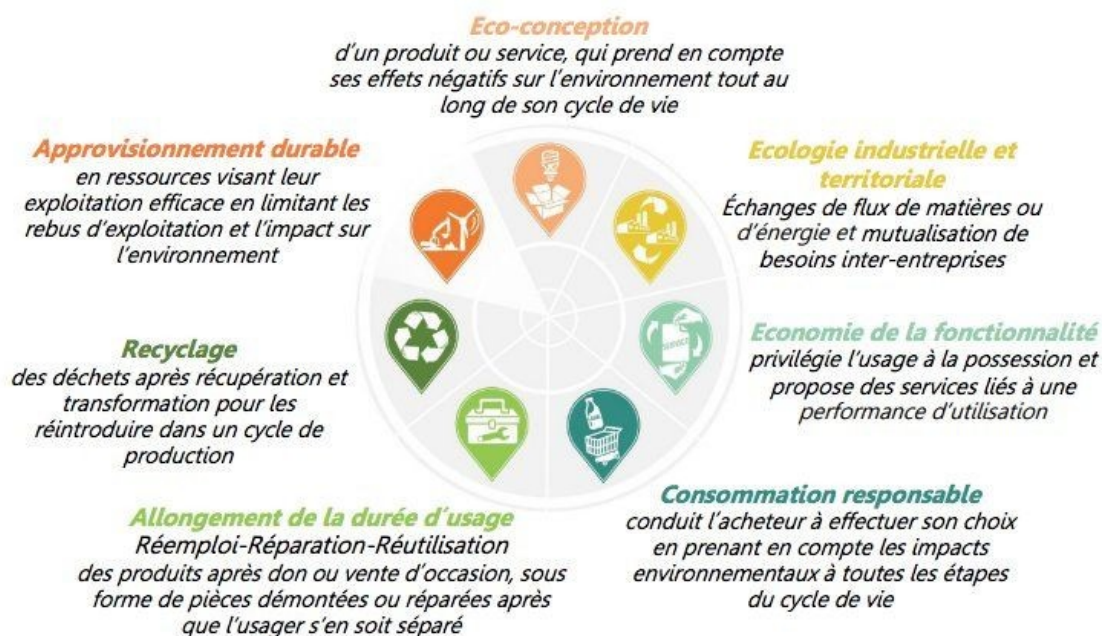 Eco-conception
d'un produit ou service, qui prend en compte
ses effets négatifs sur l'environnement tout au
long de son cycle de vie
Approvisionnement durable
en ressources visant leur
exploitation efficace en limitant les
rebus d'exploitation et l'impact sur
l'environnement
Ecologie industrielle et
territoriale
Échanges de flux de matières ou
d'énergie et mutualisation de
besoins inter-entreprises
Recyclage
des déchets après récupération et
transformation pour les
réintroduire dans un cycle de
production
Economie de la fonctionnalité
privilégie l'usage à la possession et
propose des services liés à une
performance d'utilisation
SERVICE
Allongement de la durée d'usage
Réemploi-Réparation-Réutilisation
des produits après don ou vente d'occasion, sous
forme de pièces démontées ou réparées après
que l'usager s'en soit séparé
Consommation responsable
conduit l'acheteur à effectuer son choix
en prenant en compte les impacts
environnementaux à toutes les étapes
du cycle de vie